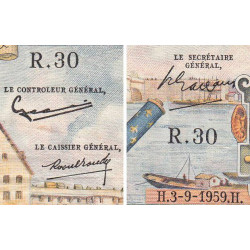 R.30
LE CONTROLEUR GÉNÉRAL,
LE CAISSIER GÉNÉRAL,
LE SECRÉTAIRE
GÉNÉRAL,
R.30
H.3-9-1959.H.